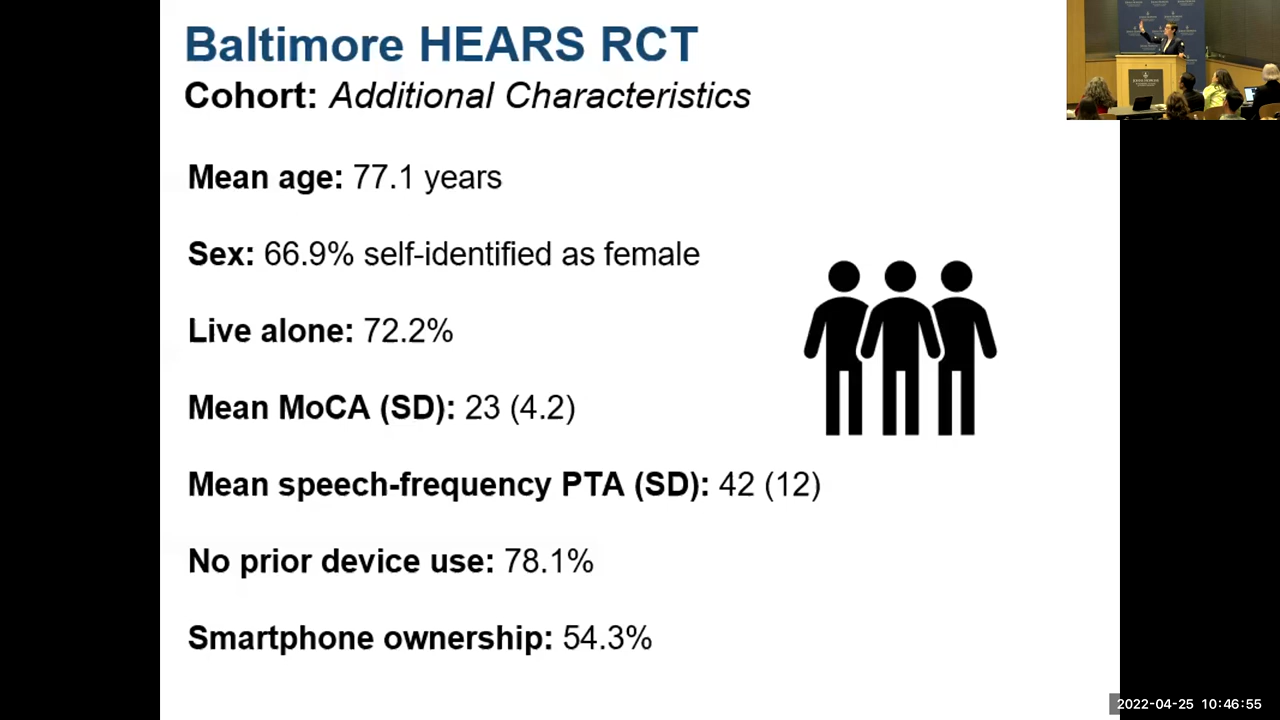 Baltimore HEARS RCT
Cohort: Additional Characteristics
Mean age: 77.1 years
Sex: 66.9% self-identified as female
Live alone: 72.2%
Mean MoCA (SD): 23 (4.2)
Mean speech-frequency PTA (SD): 42 (12)
No prior device use: 78.1%
Smartphone ownership: 54.3%
2022-04-25 10:46:55